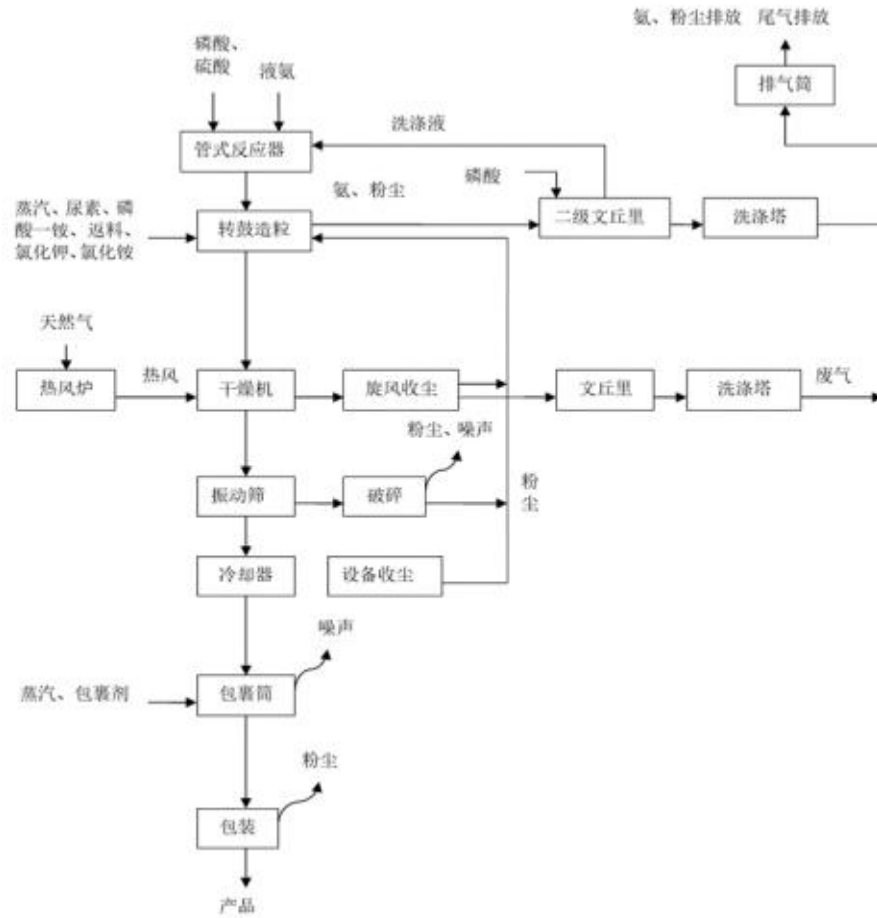 氨、粉尘排放 尾气排放
磷酸、
硫酸
液氨
排气筒
洗涤液
管式反应器
磷酸
氨、粉尘
蒸汽、尿素、磷
酸一铵、返料、
氯化钾、氯化铵
转鼓造粒
二级文丘里
洗涤塔
天然气
热风炉
热风
干燥机
旋风收尘
文丘里
洗涤塔
废气
粉尘、噪声
振动筛
破碎
粉
尘
冷却器
设备收尘
噪声
蒸汽、包裹剂
包裹筒
粉尘
包装
产品